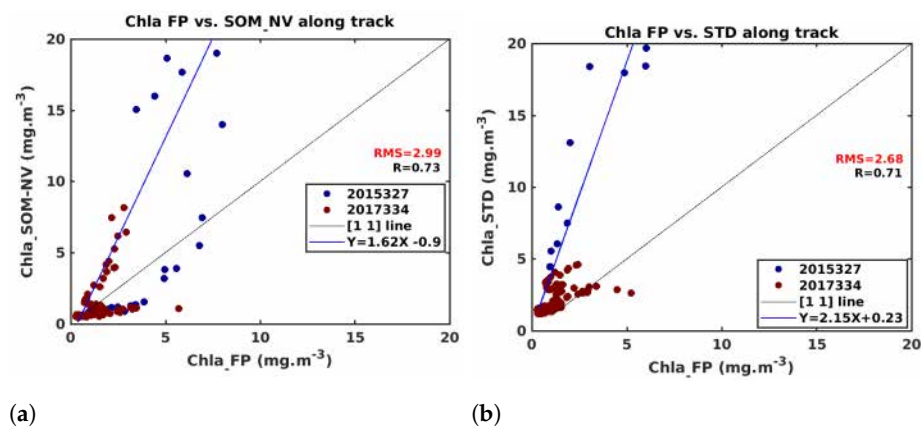 Chla FP vs. SOM_NV along track
20
15
10
5
0
Chla_SOM-NV (mg.m-3)
RMS=2.99
R=0.73
2015327
2017334
[1 1] line
Y=1.62X -0.9
0 5 10 15 20
Chla_FP (mg.m-3)
(a)
Chla FP vs. STD along track
20
15
10
5
0
Chla_STD (mg.m-3)
RMS=2.68
R=0.71
2015327
2017334
[1 1] line
Y=2.15X+0.23
0 5 10 15 20
Chla_FP (mg.m-3)
(b)